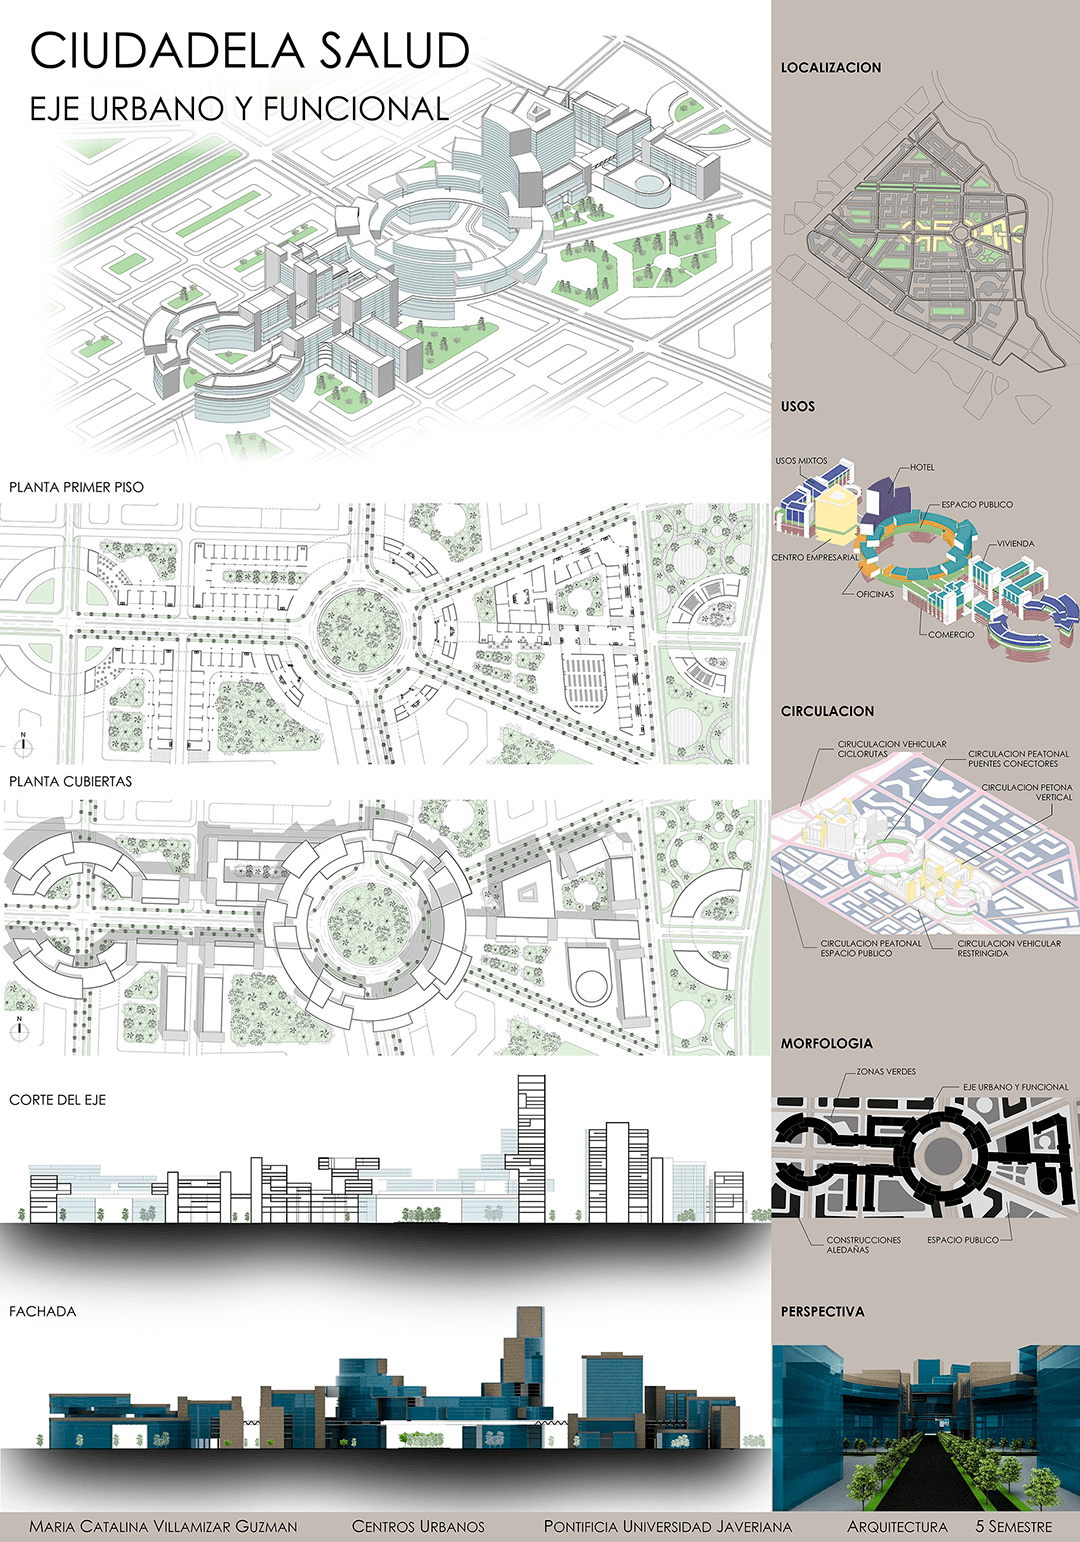 CIUDADELA SALUD
EJE URBANO Y FUNCIONAL
PLANTA PRIMER PISO
N
PLANTA CUBIERTAS
N
CORTE DEL EJE
FACHADA
LOCALIZACION
USOS
USOS MIXTOS
HOTEL
ESPACIO PUBLICO
VIVIENDA
CENTRO EMPRESARIAL
OFICINAS
COMERCIO
CIRCULACION
CIRUCULACION VEHICULAR
CICLORUTAS
CIRCULACION PEATONAL
PUENTES CONECTORES
CIRCULACION PETONA
VERTICAL
CIRCULACION PEATONAL
ESPACIO PUBLICO
CIRCULACION VEHICULAR
RESTRINGIDA
MORFOLOGIA
ZONAS VERDES
EJE URBANO Y FUNCIONAL
CONSTRUCCIONES
ALEDAÑAS
ESPACIO PUBLICO
PERSPECTIVA
MARIA CATALINA VILLAMIZAR GUZMAN CENTROS URBANOS PONTIFICIA UNIVERSIDAD JAVERIANA ARQUITECTURA 5 SEMESTRE